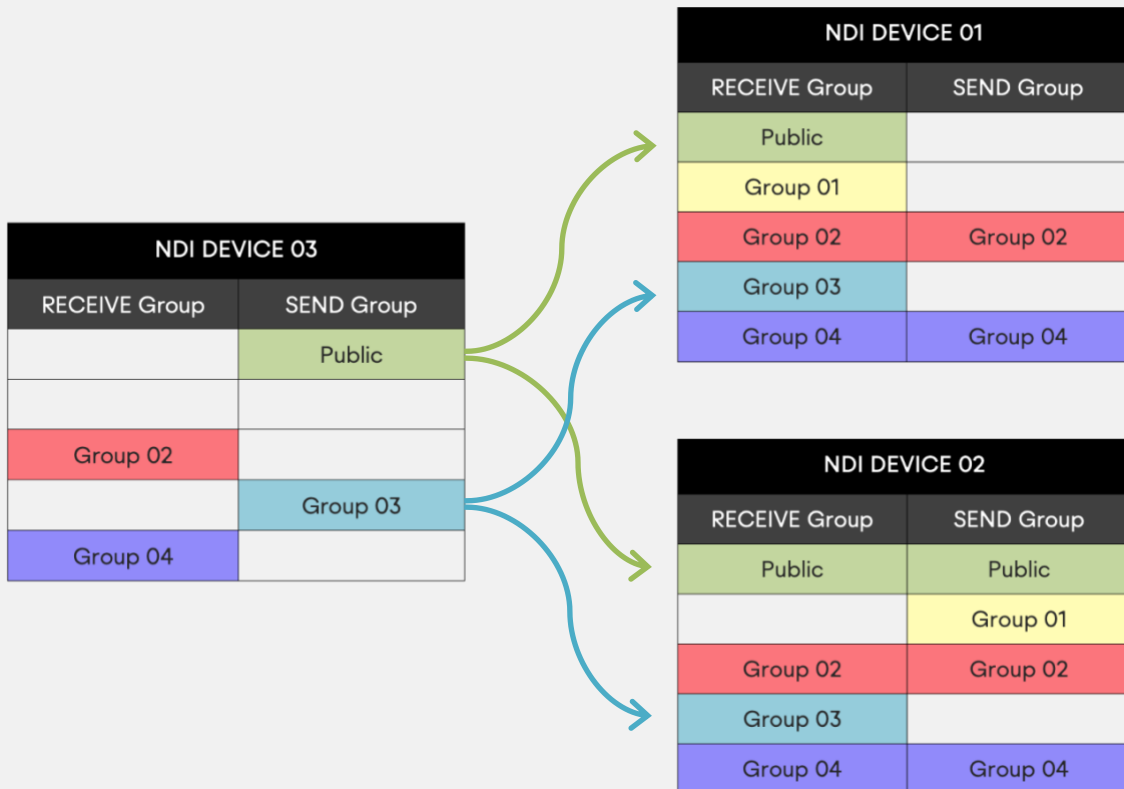 NDI DEVICE 03
RECEIVE Group SEND Group
Public
Group 02
Group 03
Group 04
NDI DEVICE 01
RECEIVE Group SEND Group
Public
Group 01
Group 02 Group 02
Group 03
Group 04 Group 04
NDI DEVICE 02
RECEIVE Group SEND Group
Public Public
Group 01
Group 02 Group 02
Group 03
Group 04 Group 04